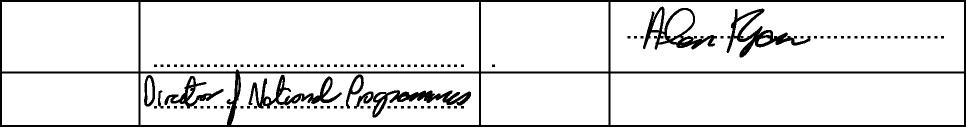 Alan Ryan
Director of National Programmes